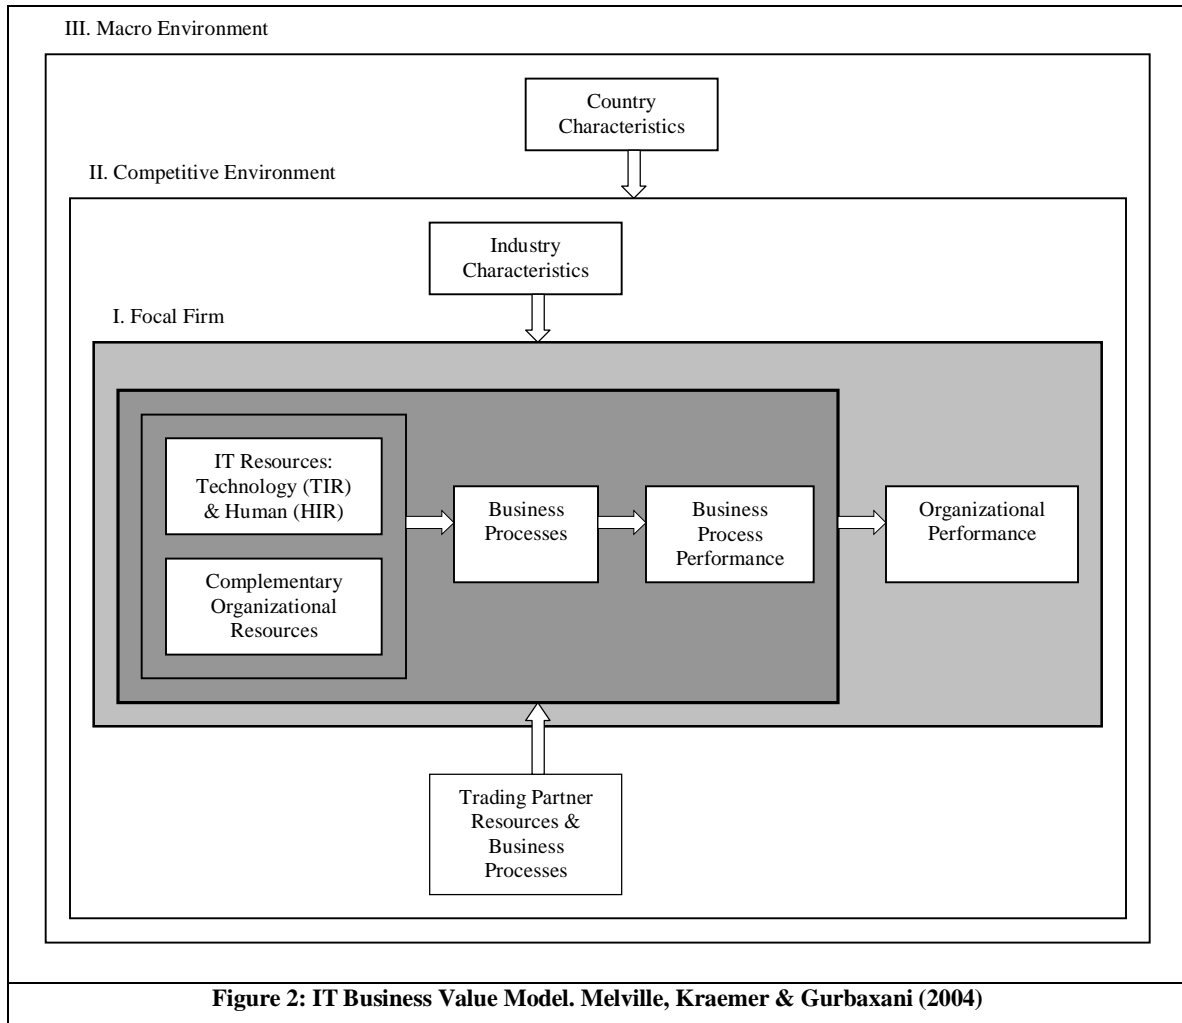 III. Macro Environment
Country
Characteristics
II. Competitive Environment
Industry
Characteristics
I. Focal Firm
IT Resources:
Technology (TIR)
& Human (HIR)
Complementary
Organizational
Resources
Business
Processes
Business
Process
Performance
Organizational
Performance
Trading Partner
Resources &
Business
Processes
Figure 2: IT Business Value Model. Melville, Kraemer & Gurbaxani (2004)